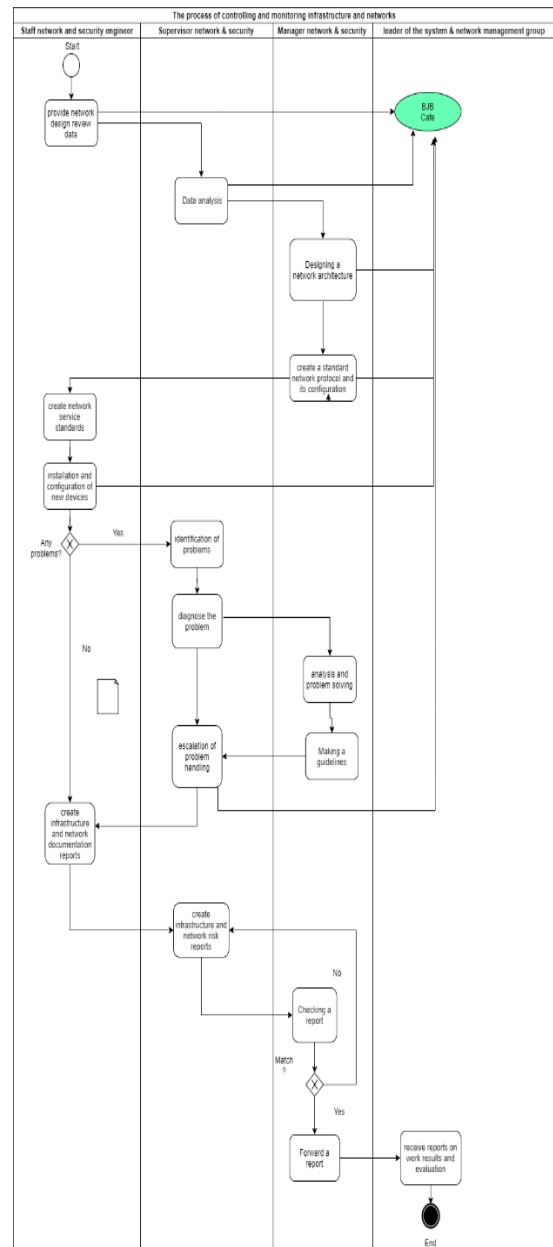 The process of controlling and monitoring infrastructure and networks
Staff network and security engineer
Supervisor network & security
Manager network & security
leader of the system & network management group
Start
provide network
design review
data
BJB
Cafe
Data analysis
Designing a
network
architecture
create a standard
network protocol and
its configuration
create network
service
standards
installation and
configuration of
new devices
Any
problems?
X
Yes
identification of
problems
diagnose the
problem
No
analysis and
problem solving
escalation of
problem
handling
Making a
guidelines
create
infrastructure
and network
documentation
reports
create
infrastructure and
network risk
reports
No
Checking a
report
Match
?
X
Yes
Forward a
report
receive reports on
work results and
evaluation
End